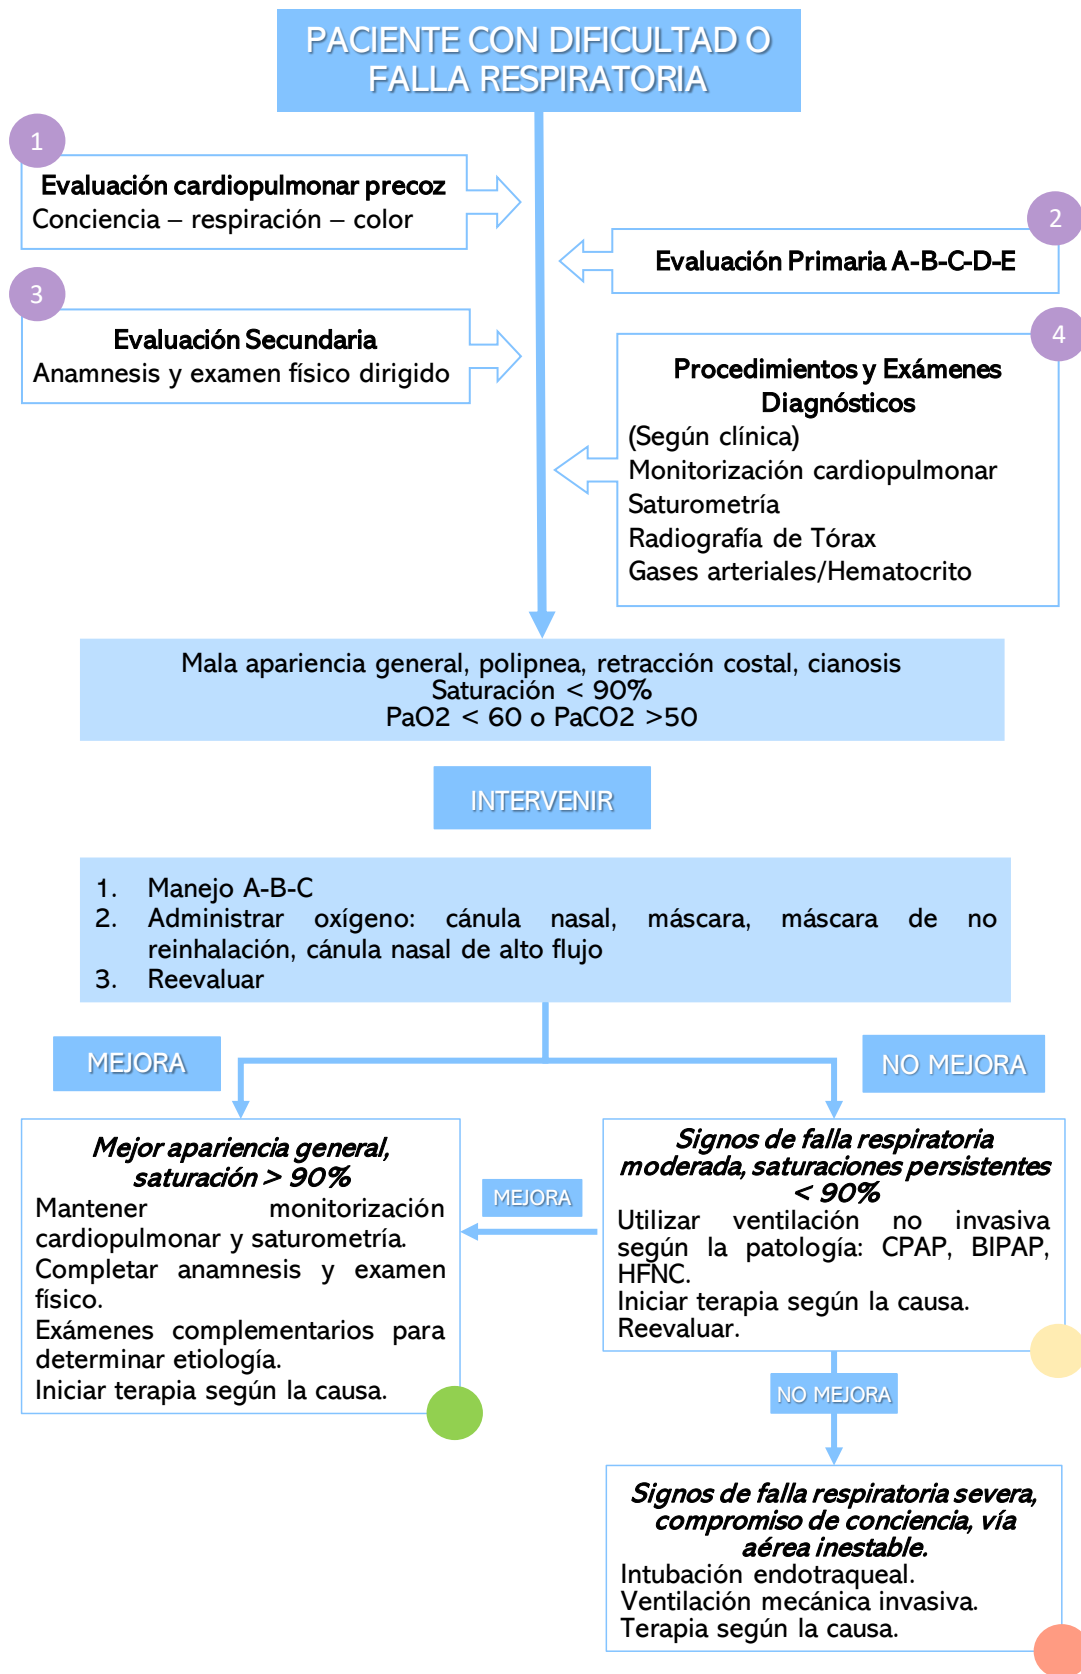 PACIENTE CON DIFICULTAD O
FALLA RESPIRATORIA
1
Evaluación cardiopulmonar precoz
Conciencia – respiración – color
2
Evaluación Primaria A-B-C-D-E
3
Evaluación Secundaria
Anamnesis y examen físico dirigido
4
Procedimientos y Exámenes
Diagnósticos
(Según clínica)
Monitorización cardiopulmonar
Saturometría
Radiografía de Tórax
Gases arteriales/Hematocrito
Mala apariencia general, polipnea, retracción costal, cianosis
Saturación < 90%
PaO2 < 60 o PaCO2 >50
INTERVENIR
1. Manejo A-B-C
2. Administrar oxígeno: cánula nasal, máscara, máscara de no
reinhalación, cánula nasal de alto flujo
3. Reevaluar
MEJORA
NO MEJORA
Mejor apariencia general,
saturación > 90%
Mantener monitorización
cardiopulmonar y saturometría.
Completar anamnesis y examen
físico.
Exámenes complementarios para
determinar etiología.
Iniciar terapia según la causa.
MEJORA
Signos de falla respiratoria
moderada, saturaciones persistentes
< 90%
Utilizar ventilación no invasiva
según la patología: CPAP, BIPAP,
HFNC.
Iniciar terapia según la causa.
Reevaluar.
NO MEJORA
Signos de falla respiratoria severa,
compromiso de conciencia, vía
aérea inestable.
Intubación endotraqueal.
Ventilación mecánica invasiva.
Terapia según la causa.